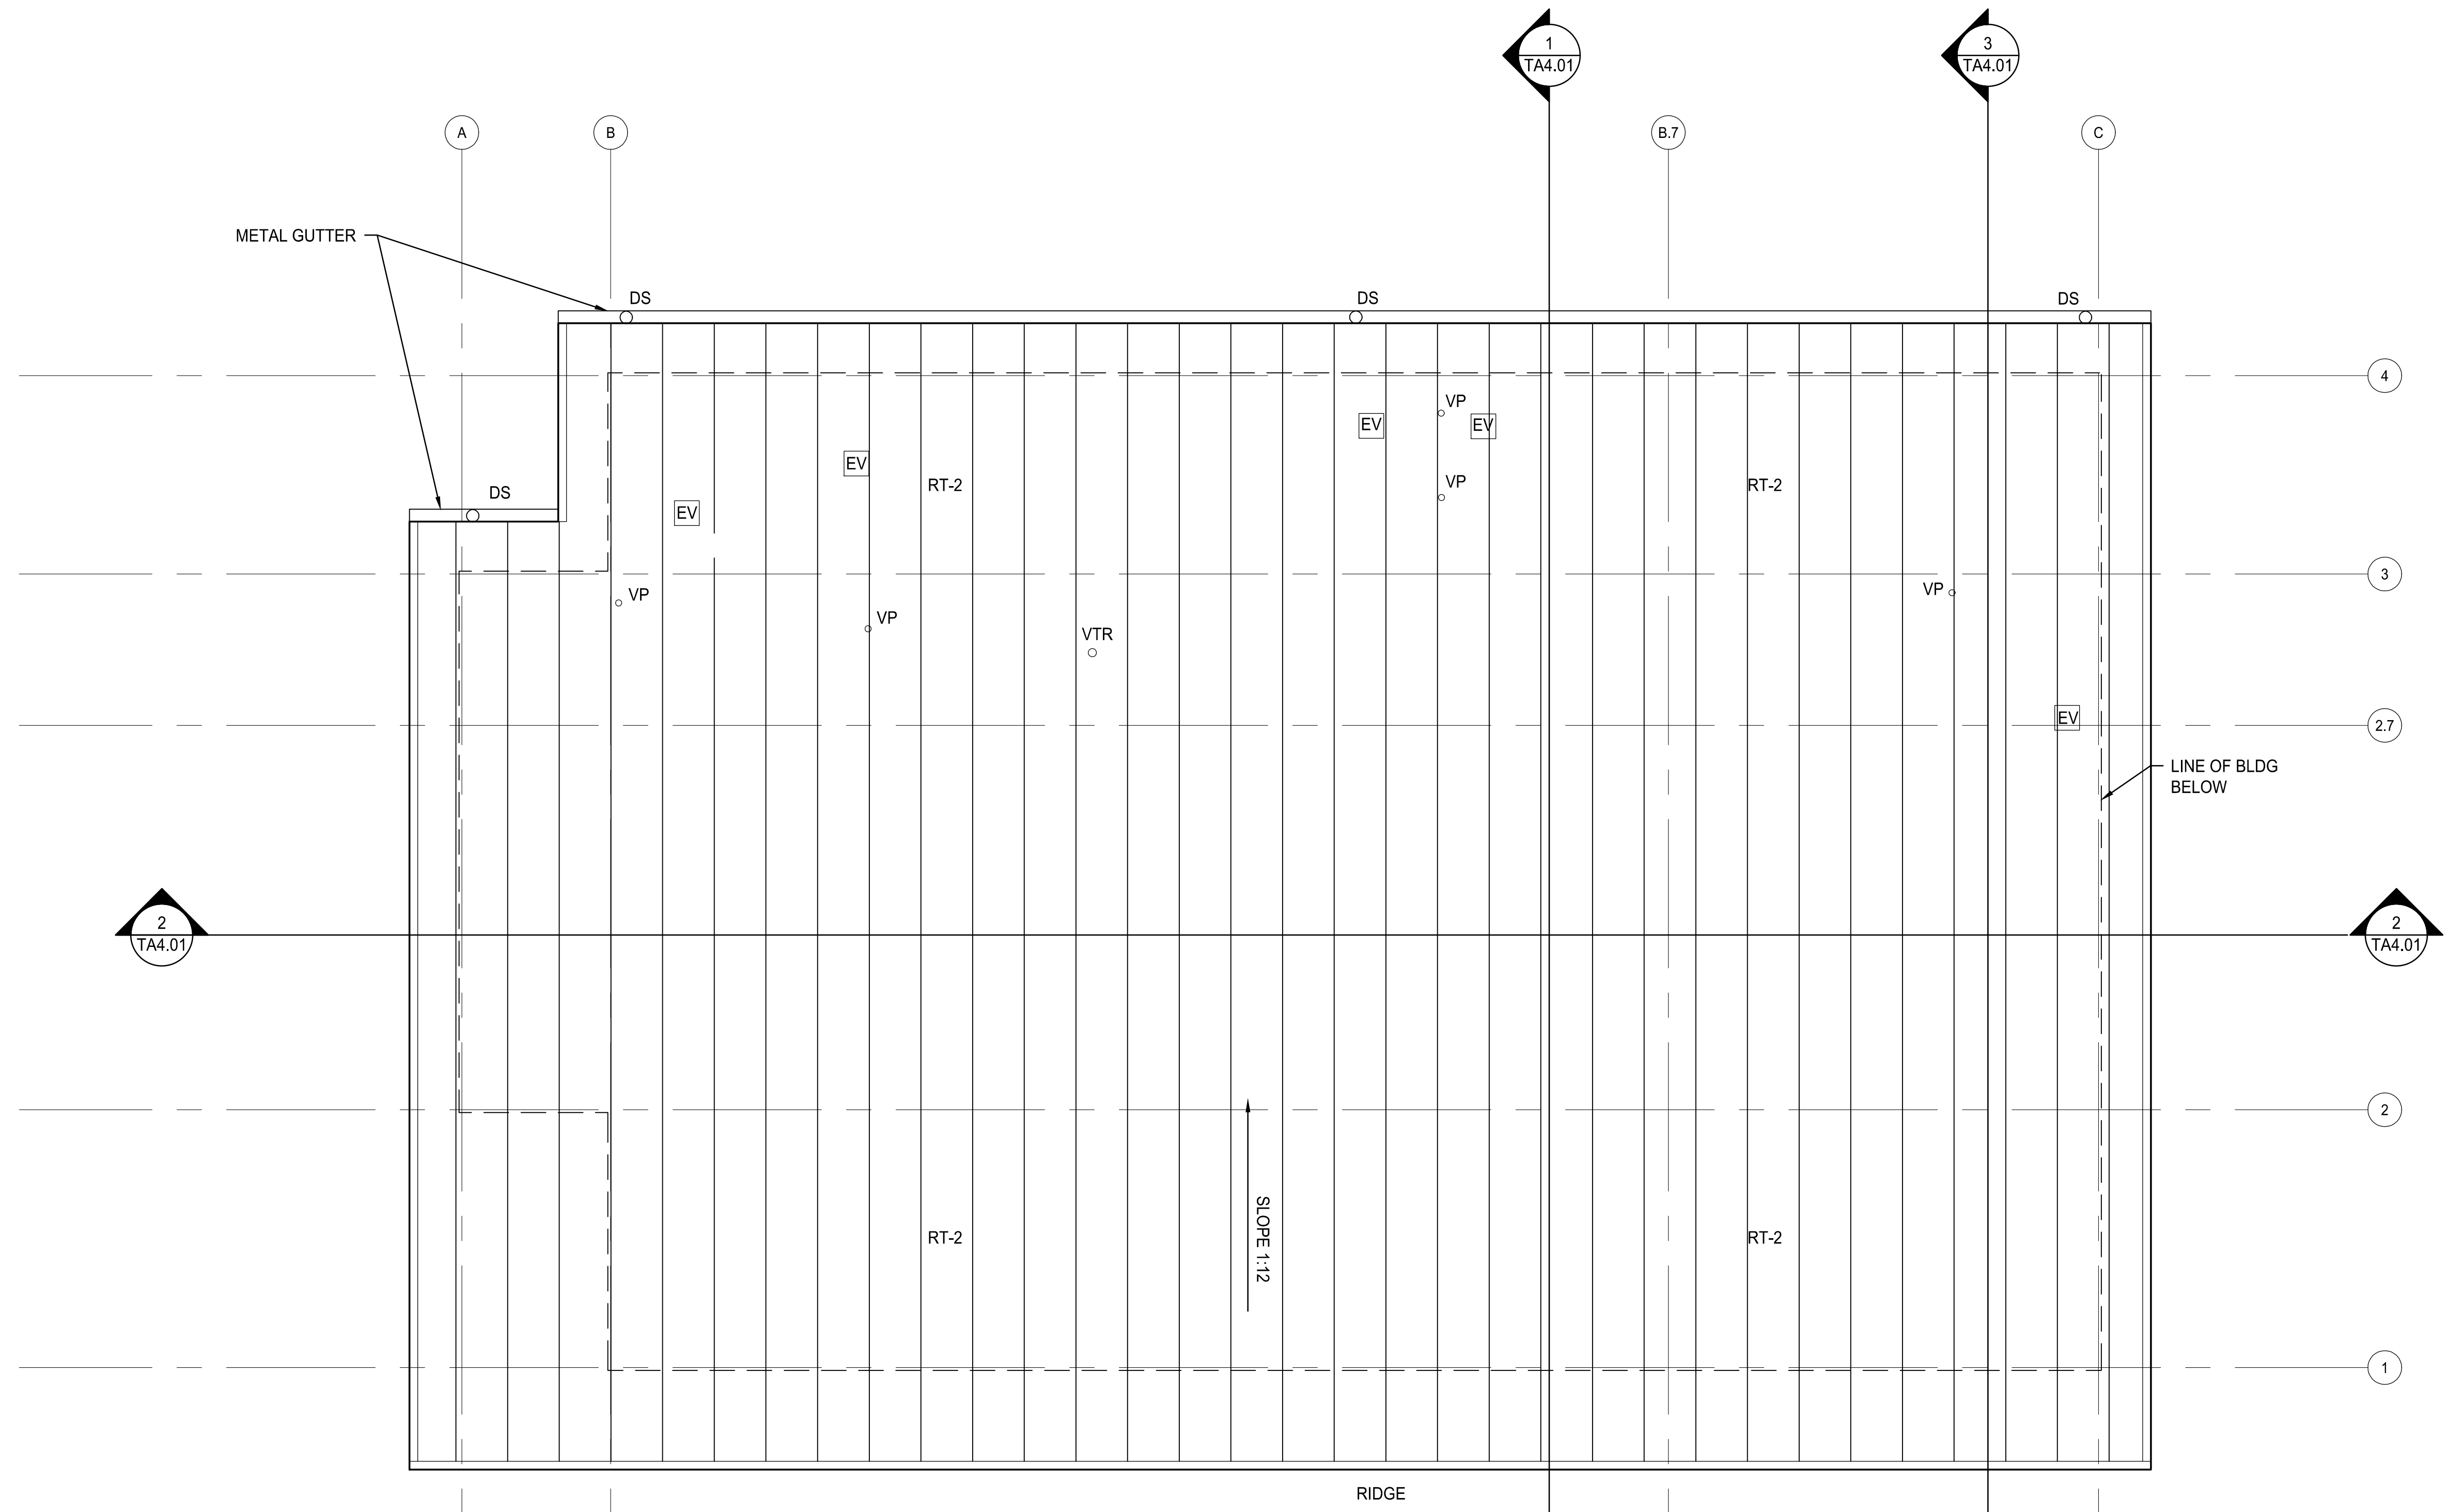 1
TA4.01
3
TA4.01
A
B
B.7
C
METAL GUTTER
DS
DS
DS
4
VP
EV
EV
EV
VP
RT-2
RT-2
DS
EV
3
VP
VP
VP
VTR
EV
2.7
LINE OF BLDG
BELOW
2
TA4.01
2
TA4.01
2
SLOPE 1:12
RT-2
RT-2
1
RIDGE